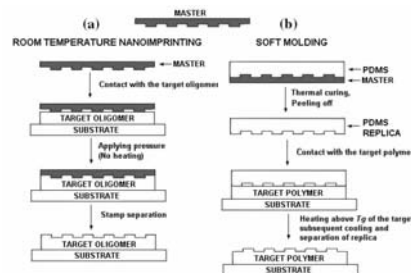 MASTER
(a)
ROOM TEMPERATURE NANOIMPRINTING
MASTER
Contact with the target oligomer
TARGET OLIGOMER
SUBSTRATE
Applying pressure
(No heating)
TARGET OLIGOMER
SUBSTRATE
Stamp separation
TARGET OLIGOMER
SUBSTRATE
(b)
SOFT MOLDING
PDMS
MASTER
Thermal curing,
Peeling off
PDMS
REPLICA
Contact with the target polyme
TARGET POLYMER
SUBSTRATE
Heating above Tg of the target
subsequent cooling and
separation of replica
TARGET POLYMER
SUBSTRATE